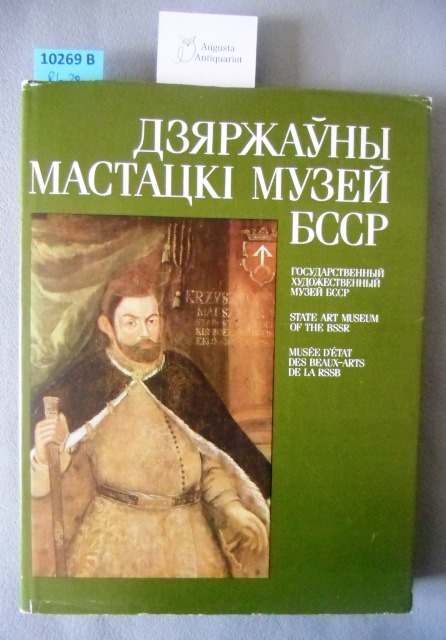 10269 B
Augusta
Antiquariat
ДЗЯРЖАЎНЫ
МАСТАЦКІ МУЗЕЙ
БССР
ГОСУДАРСТВЕННЫЙ
ХУДОЖЕСТВЕННЫЙ
МУЗЕЙ БССР
STATE ART MUSEUM
OF THE BSSR
MUSÉE D'ÉTAT
DES BEAUX-ARTS
DE LA RSSB